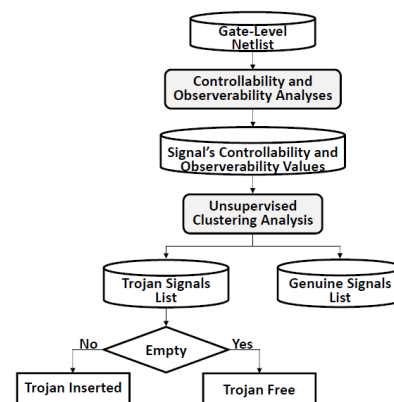 Gate-Level
Netlist
Controllability and
Observerability Analyses
Signal's Controllability and
Observability Values
Unsupervised
Clustering Analysis
Trojan Signals
List
Genuine Signals
List
No
Empty
Yes
Trojan Inserted
Trojan Free